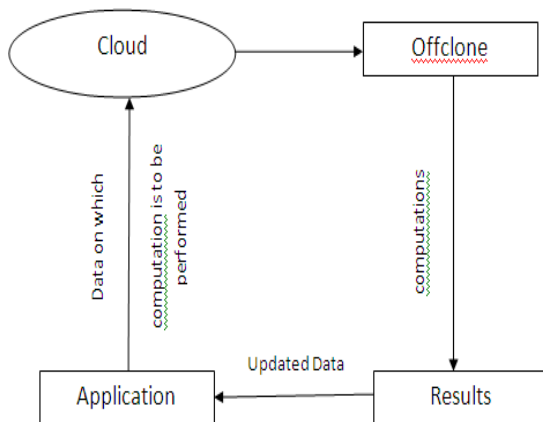 Cloud
Offclone
Data on which
computation is to be
performed
computations
Updated Data
Application
Results